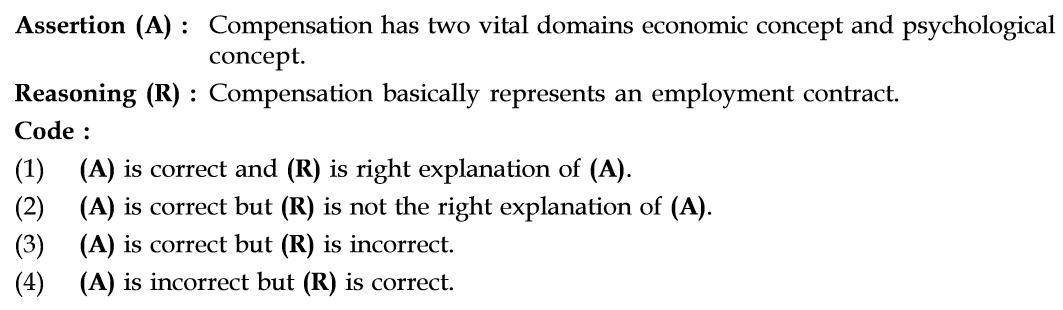 Assertion (A) : Compensation has two vital domains economic concept and psychological
concept.
Reasoning (R) : Compensation basically represents an employment contract.
Code :
(1) (A) is correct and (R) is right explanation of (A).
(2) (A) is correct but (R) is not the right explanation of (A).
(3) (A) is correct but (R) is incorrect.
(4) (A) is incorrect but (R) is correct.